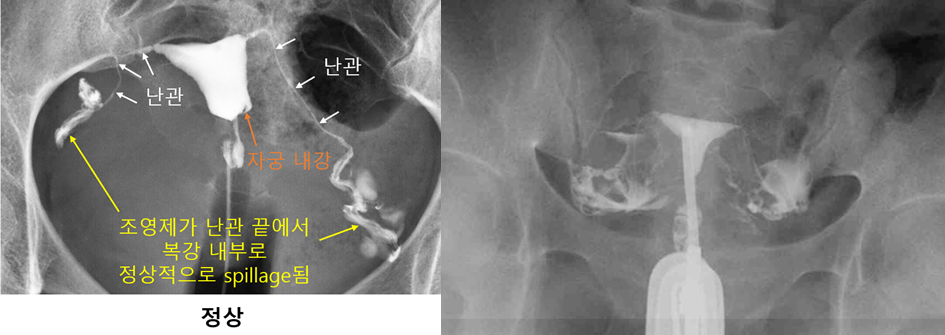 난관
난관
자궁 내강
조영제가 난관 끝에서
복강 내부로
정상적으로 spillage됨
정상